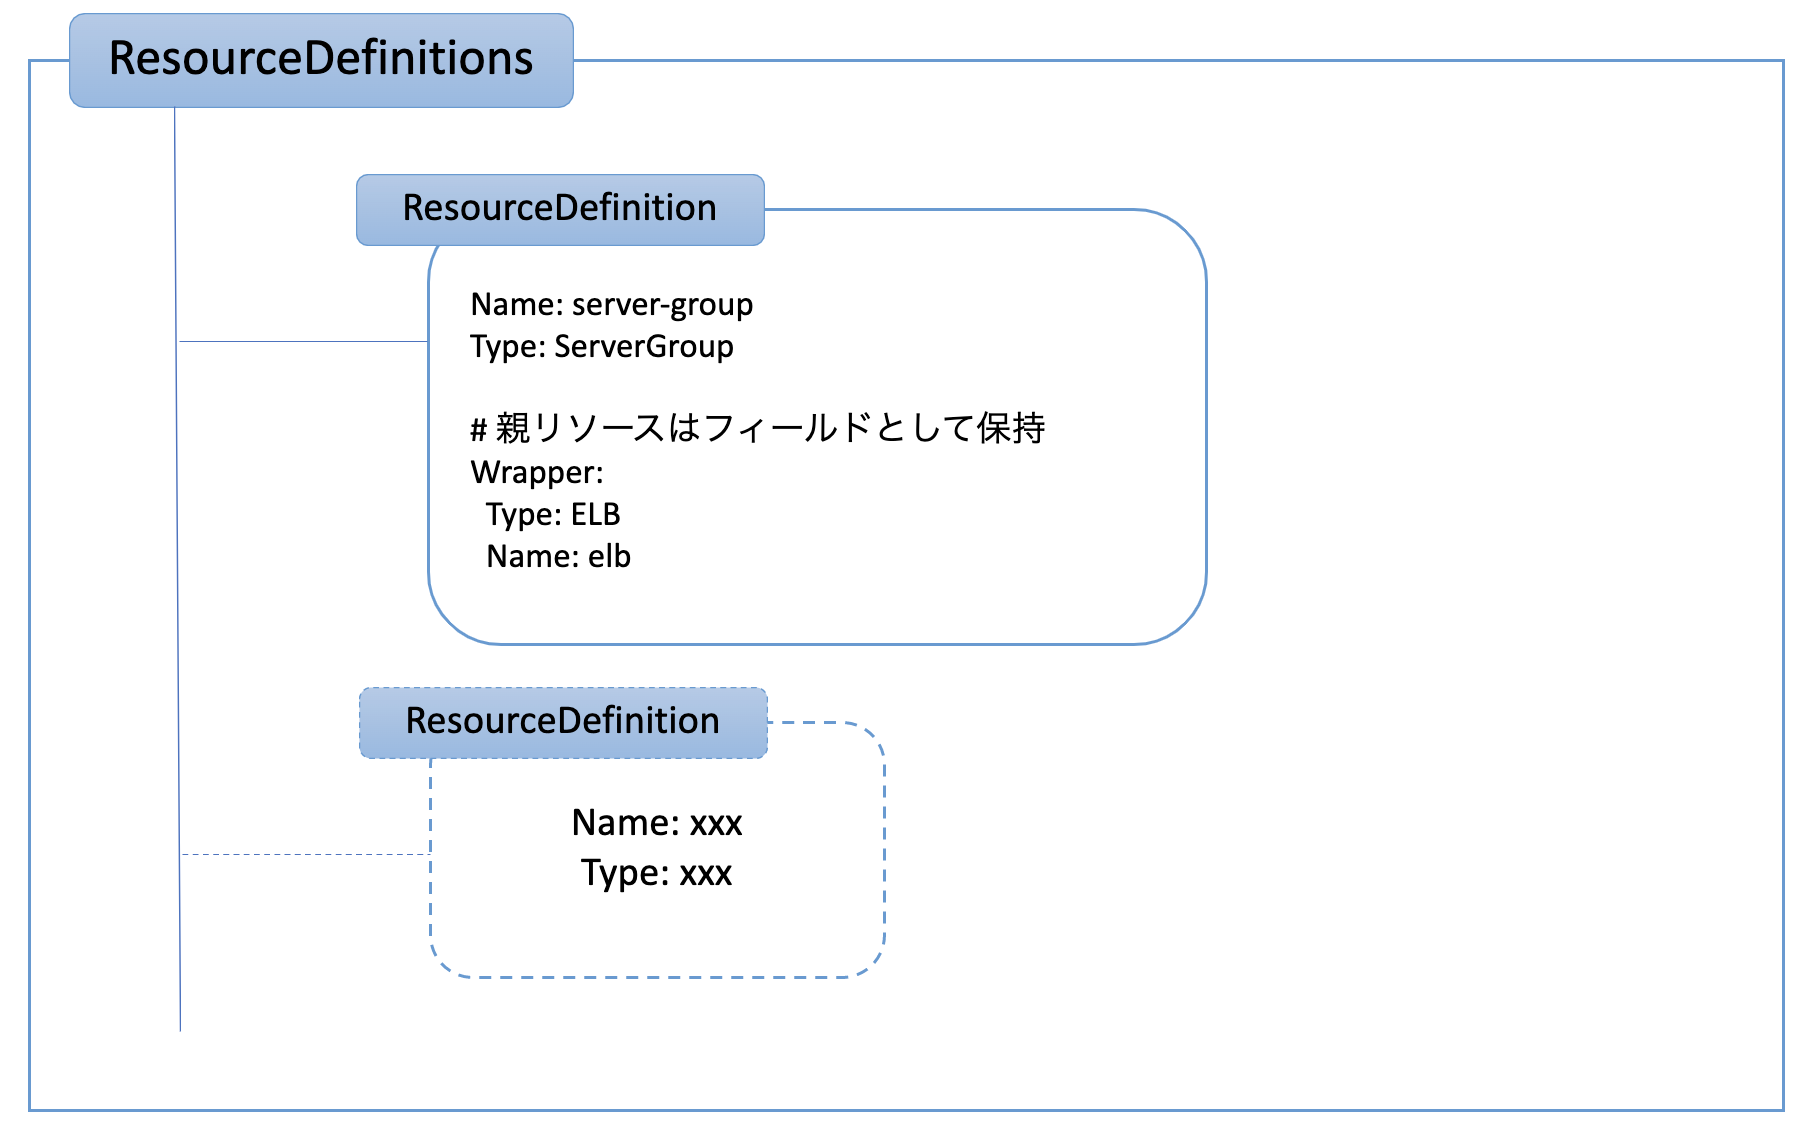 ResourceDefinitions
ResourceDefinition
Name: server-group
Type: ServerGroup
# 親リソースはフィールドとして保持
Wrapper:
Type: ELB
Name: elb
ResourceDefinition
Name: xxx
Type: xxx